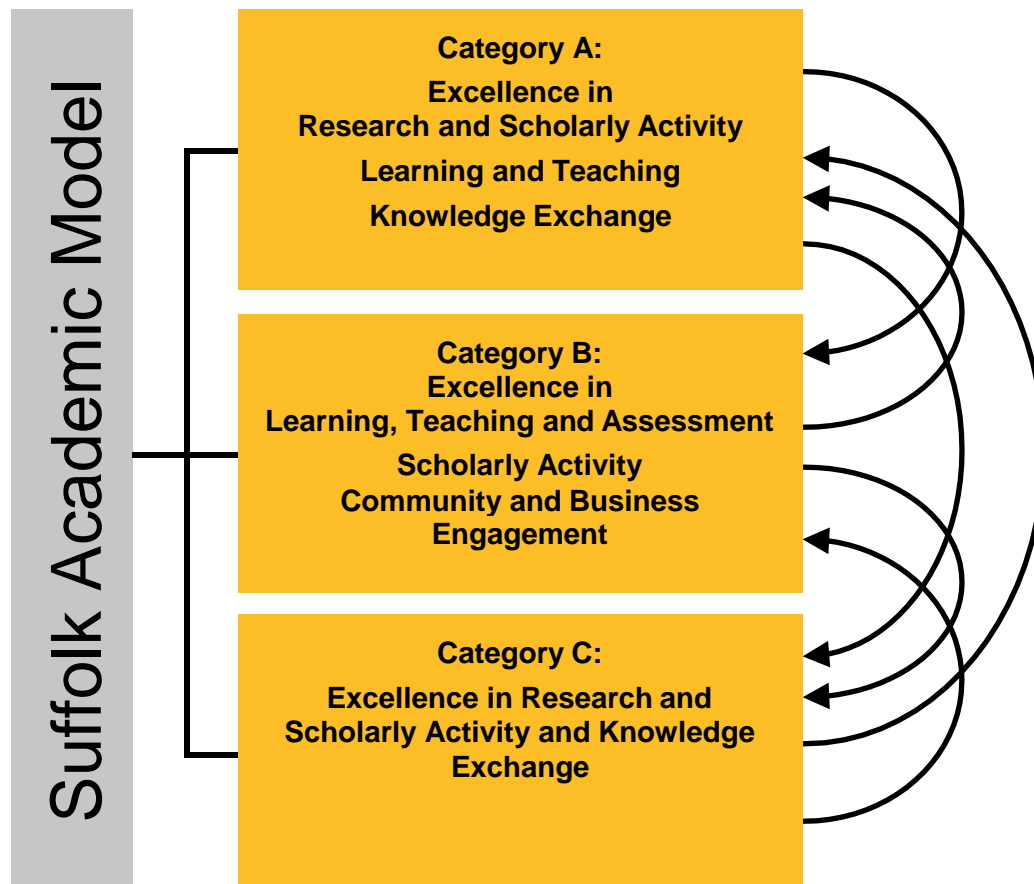 Suffolk Academic Model
Category A:
Excellence in
Research and Scholarly Activity
Learning and Teaching
Knowledge Exchange
Category B:
Excellence in
Learning, Teaching and Assessment
Scholarly Activity
Community and Business
Engagement
Category C:
Excellence in Research and
Scholarly Activity and Knowledge
Exchange